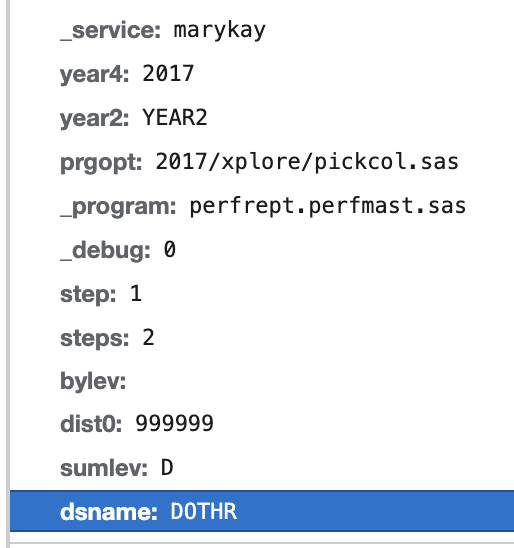 _service: marykay
year4: 2017
year2: YEAR2
prgopt: 2017/xplore/pickcol.sas
_program: perfrept.perfmast.sas
_debug: 0
step: 1
steps: 2
bylev:
dist0: 999999
sumlev: D
dsname: DOTHR